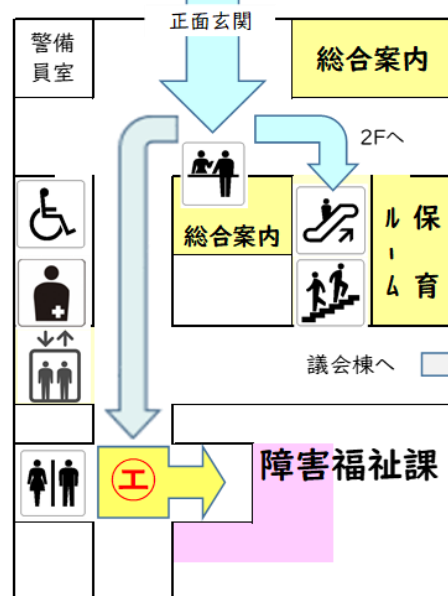 正面玄関
警備
員室
総合案内
2Fへ
総合案内
保育
ルーム
議会棟へ
障害福祉課
エ